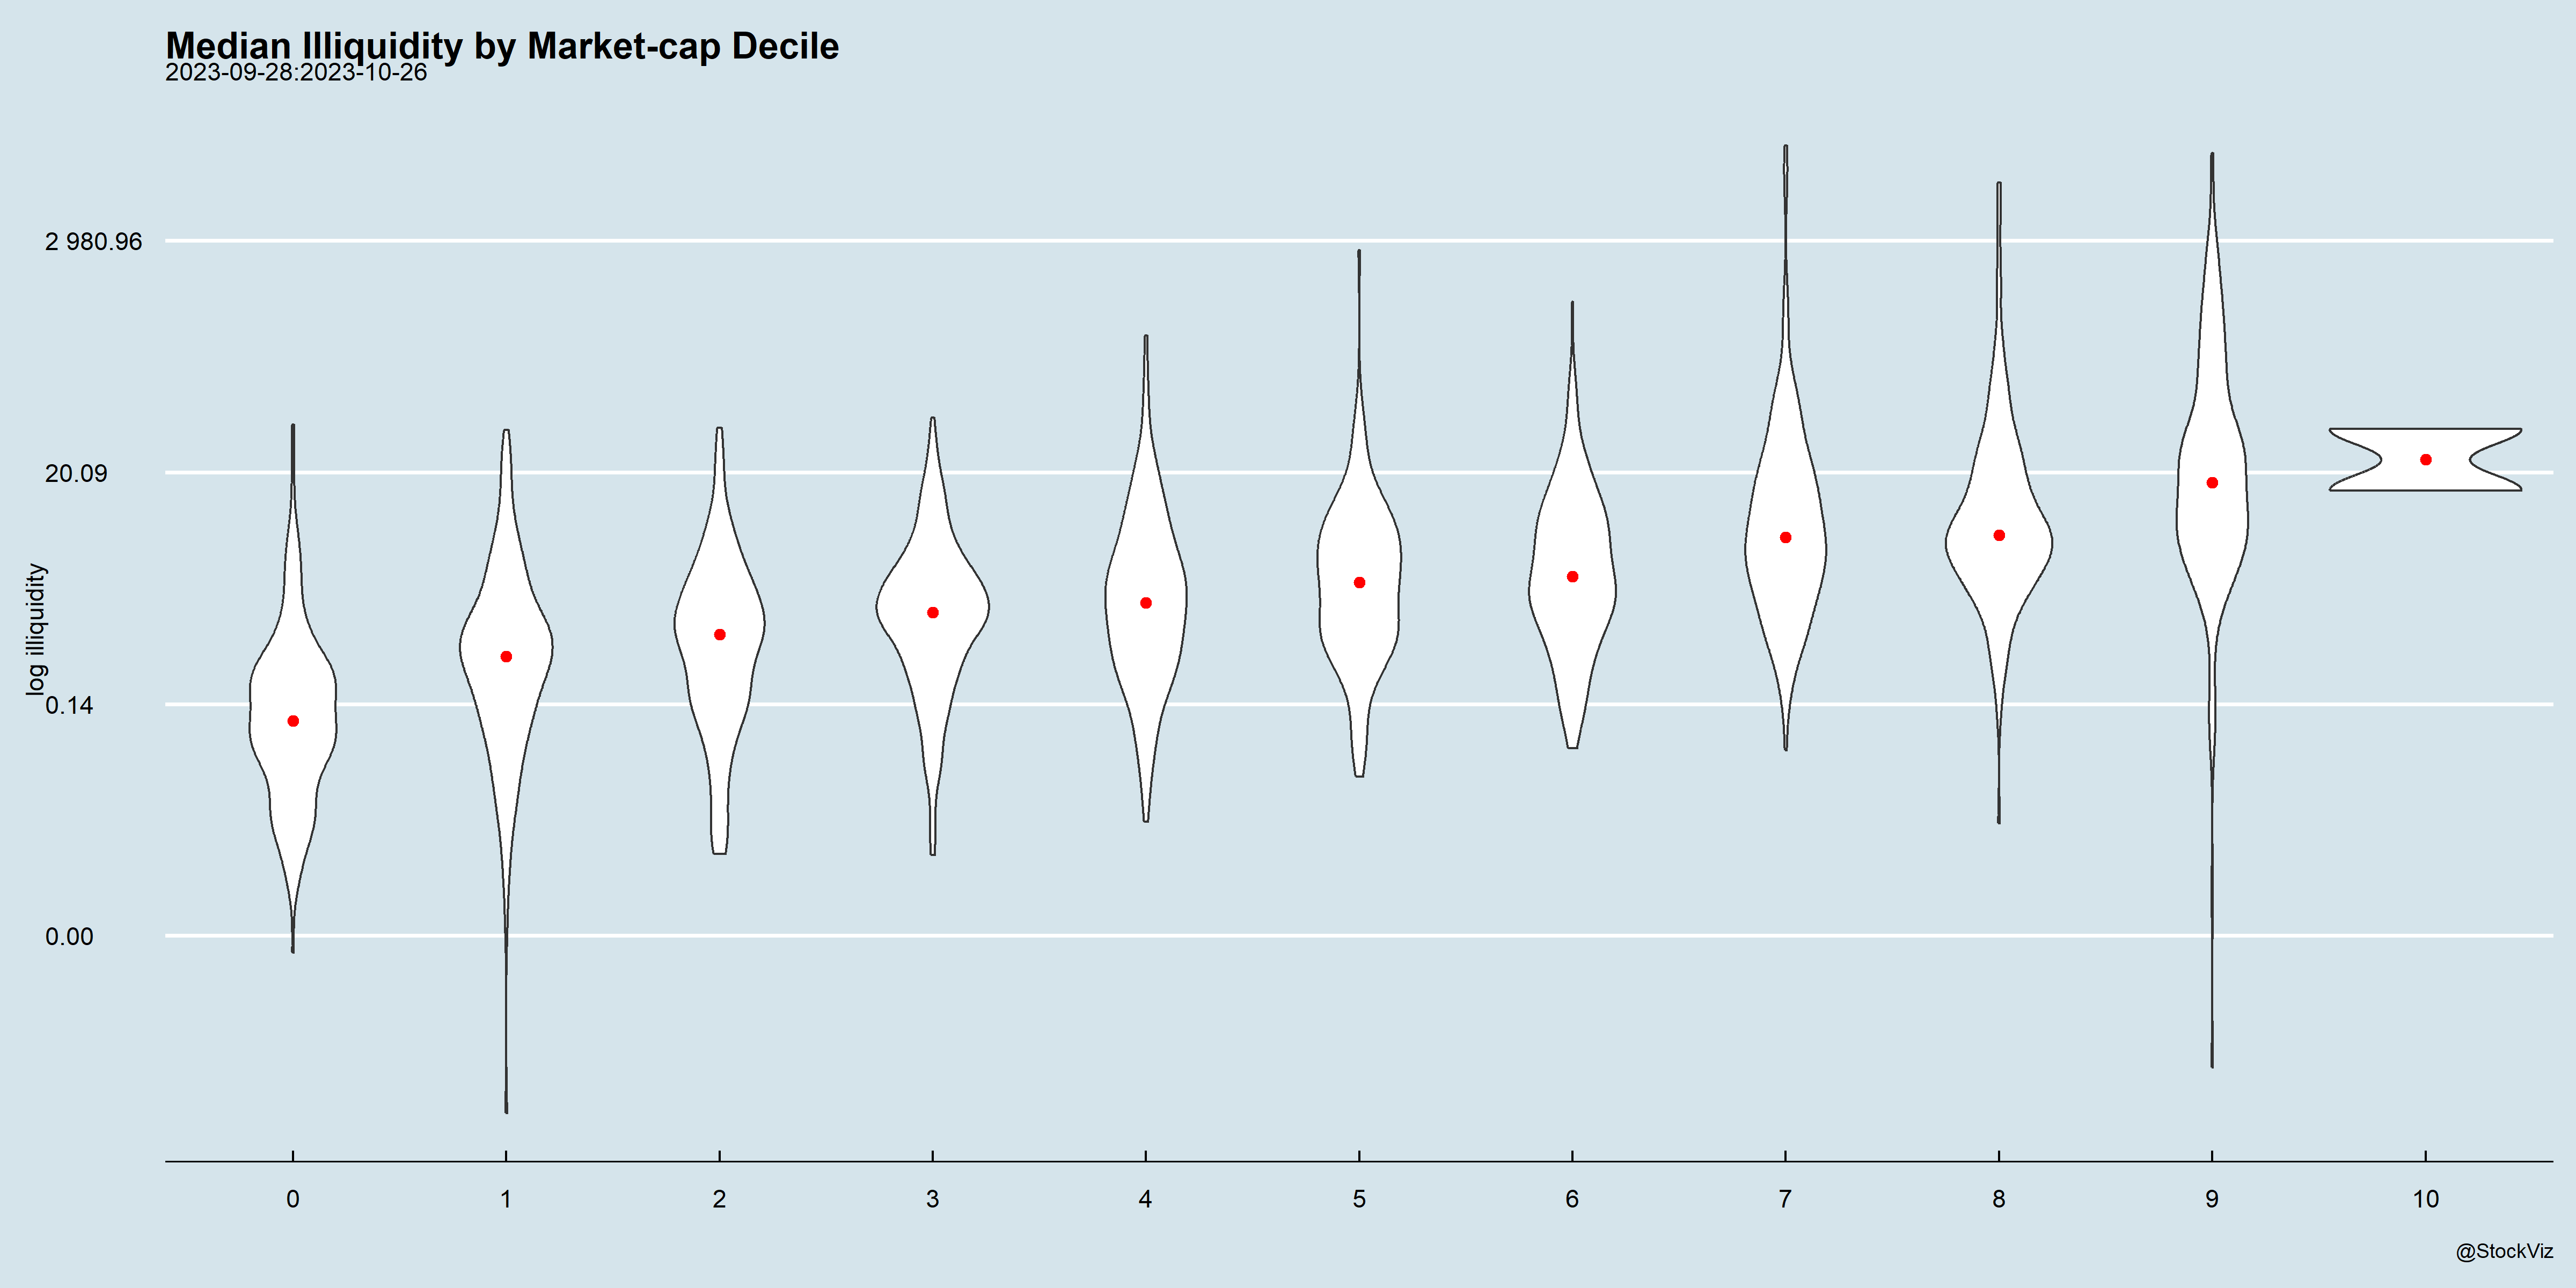 Median Illiquidity by Market-cap Decile
2023-09-28:2023-10-26
log illiquidity
2 980.96
20.09
0.14
0.00
0 1 2 3 4 5 6 7 8 9 10
@StockViz